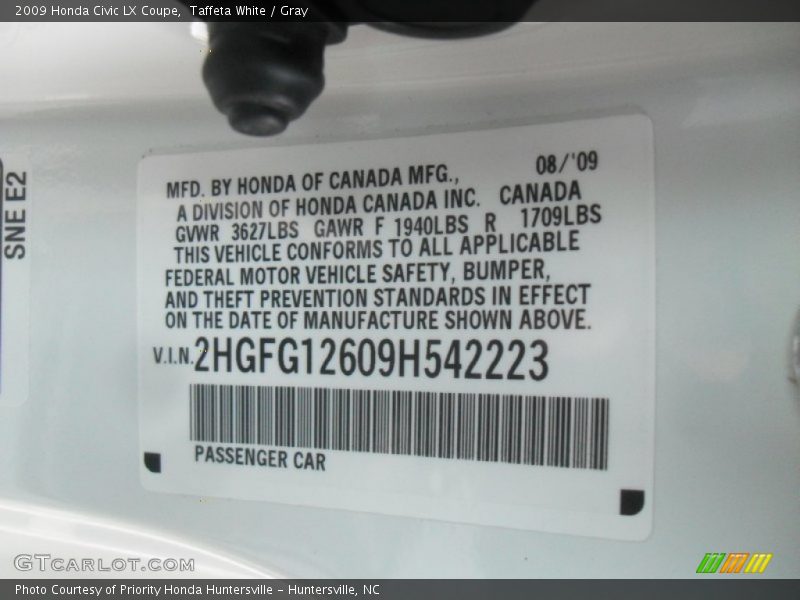 2009 Honda Civic LX Coupe, Taffeta White / Gray
SNE E2
MFD. BY HONDA OF CANADA MFG., 08/'09
A DIVISION OF HONDA CANADA INC. CANADA
GVWR 3627LBS GAWR F 1940LBS R 1709LBS
THIS VEHICLE CONFORMS TO ALL APPLICABLE
FEDERAL MOTOR VEHICLE SAFETY, BUMPER,
AND THEFT PREVENTION STANDARDS IN EFFECT
ON THE DATE OF MANUFACTURE SHOWN ABOVE.
V.I.N. 2HGFG12609H542223
PASSENGER CAR
GTCARLOT.COM
Photo Courtesy of Priority Honda Huntersville – Huntersville, NC